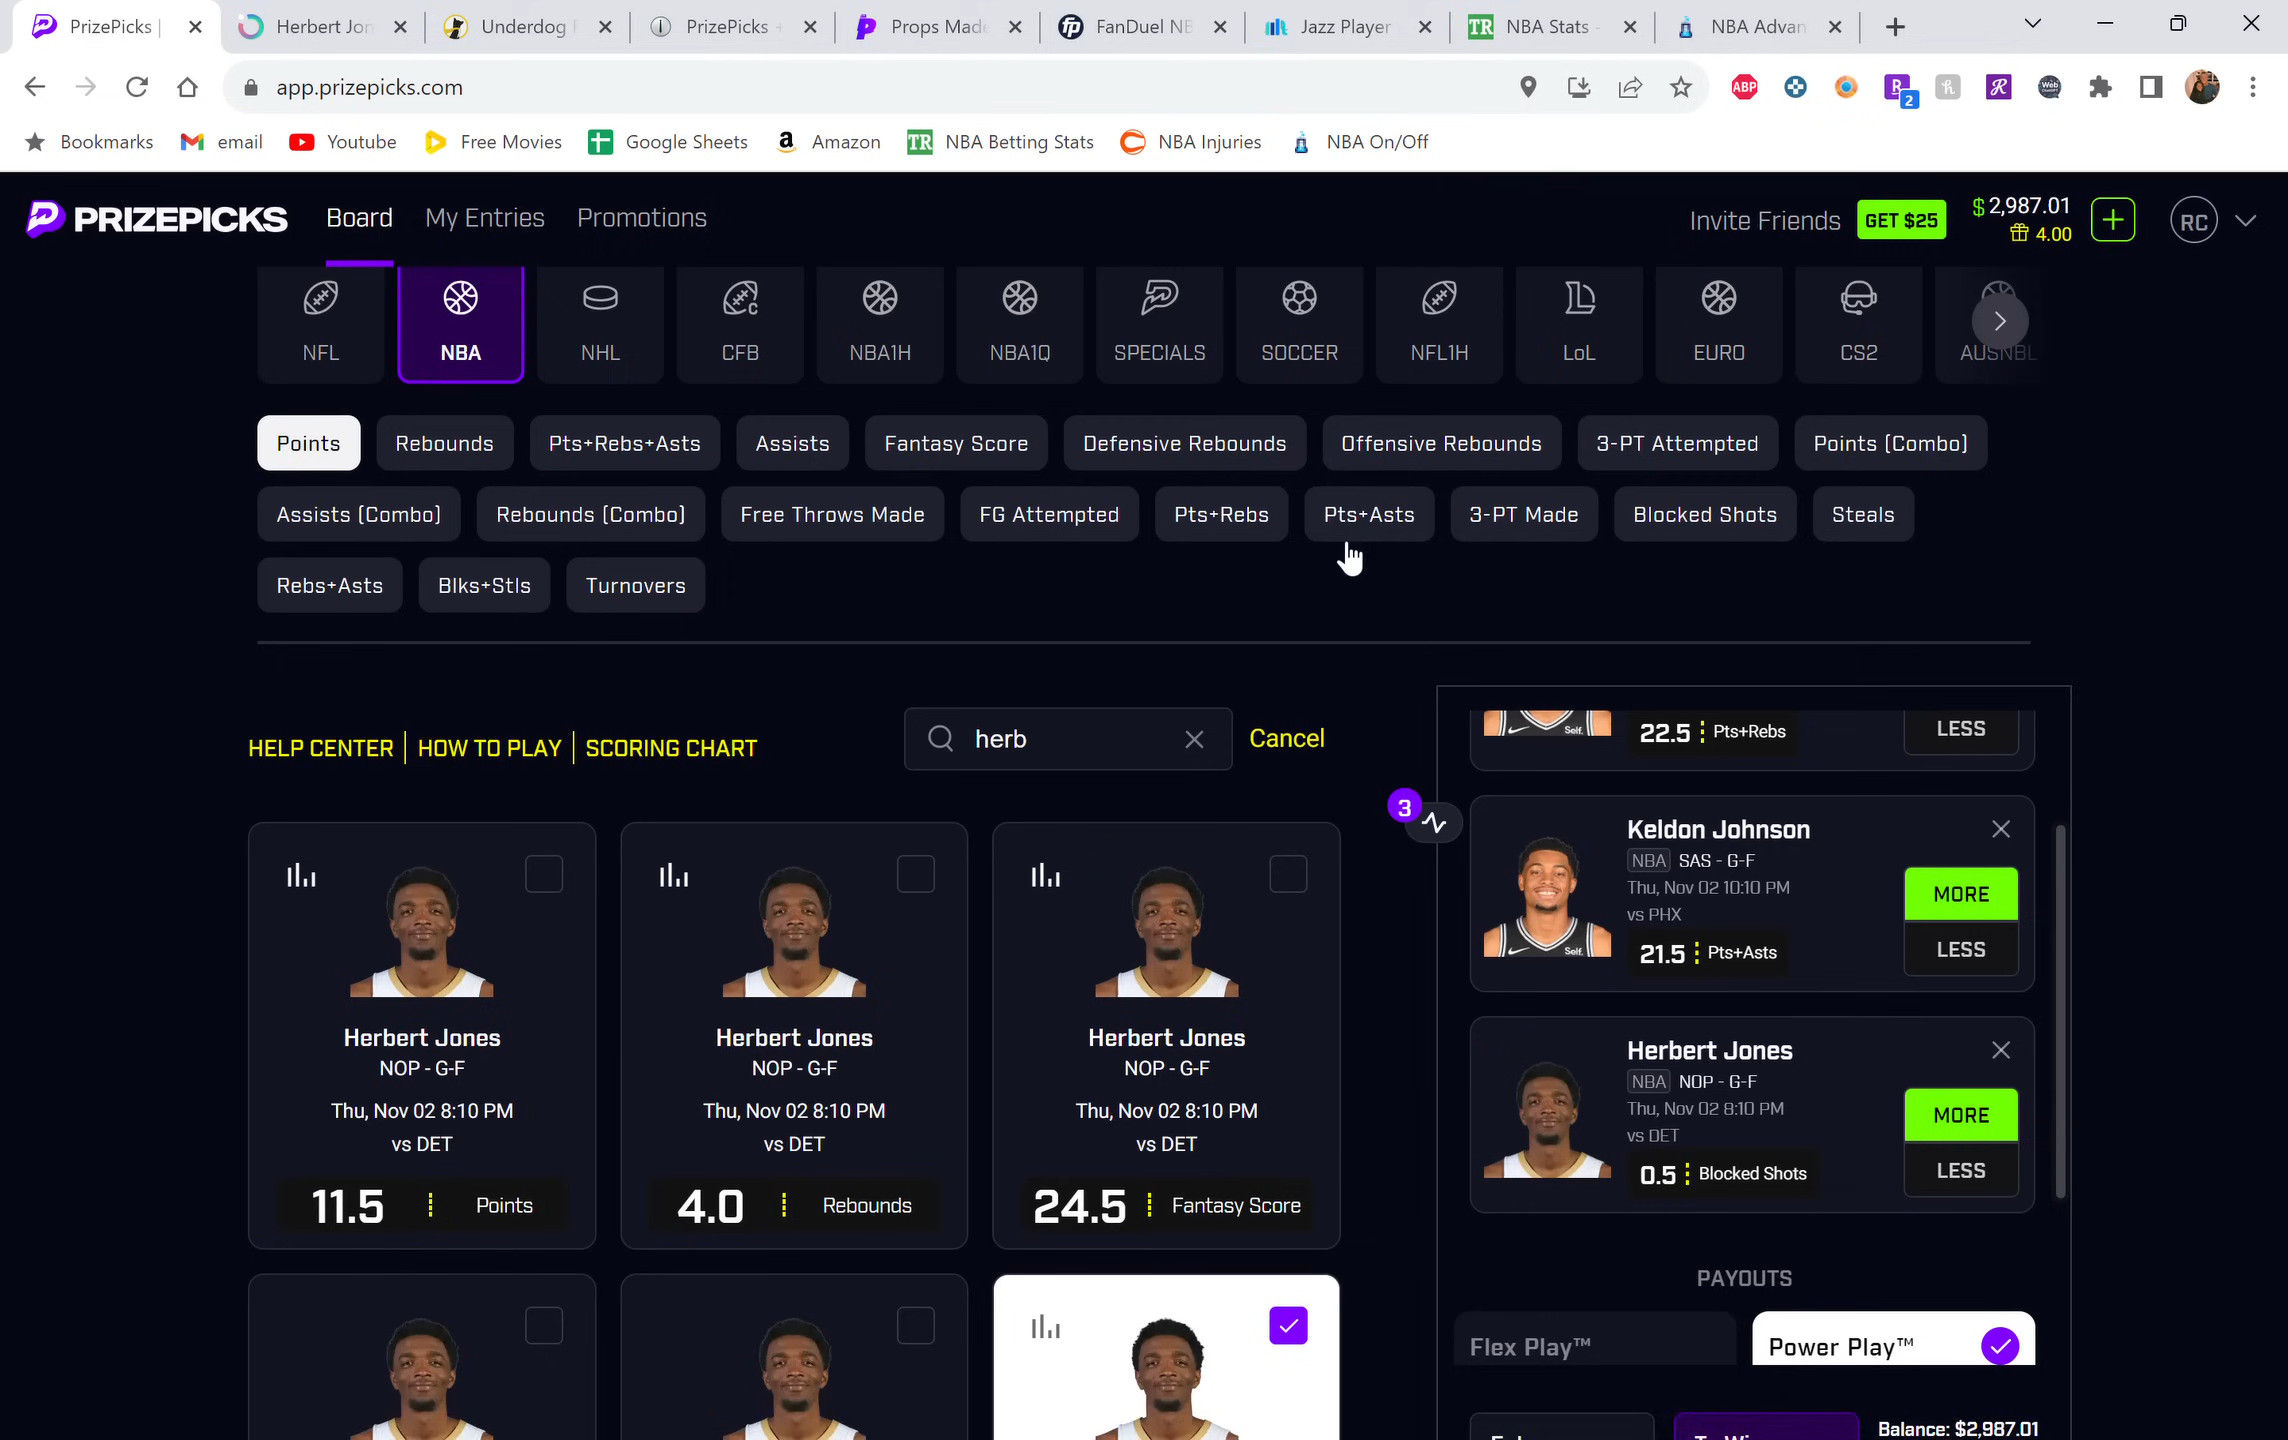 PrizePicks |
Herbert Jon
Underdog F
PrizePicks +
Props Made
FanDuel NB
Jazz Player
NBA Stats -
NBA Advan
app.prizepicks.com
ABP
2
Bookmarks
email
Youtube
Free Movies
Google Sheets
Amazon
NBA Betting Stats
NBA Injuries
NBA On/Off
PRIZEPICKS
Board
My Entries
Promotions
Invite Friends
GET $25
$ 2,987.01
4.00
RC
NFL
NBA
NHL
CFB
NBA1H
NBA1Q
SPECIALS
SOCCER
NFL1H
LoL
EURO
CS2
AUSNBL
Points
Rebounds
Pts+Rebs+Asts
Assists
Fantasy Score
Defensive Rebounds
Offensive Rebounds
3-PT Attempted
Points (Combo)
Assists (Combo)
Rebounds (Combo)
Free Throws Made
FG Attempted
Pts+Rebs
Pts+Asts
3-PT Made
Blocked Shots
Steals
Rebs+Asts
Blks+Stls
Turnovers
HELP CENTER
HOW TO PLAY
SCORING CHART
herb
Cancel
Herbert Jones
NOP - G-F
Thu, Nov 02 8:10 PM
vs DET
11.5 Points
Herbert Jones
NOP - G-F
Thu, Nov 02 8:10 PM
vs DET
4.0 Rebounds
Herbert Jones
NOP - G-F
Thu, Nov 02 8:10 PM
vs DET
24.5 Fantasy Score
3
Self
22.5 Pts+Rebs
LESS
Keldon Johnson
NBA SAS - G-F
Thu, Nov 02 10:10 PM
vs PHX
21.5 Pts+Asts
MORE
LESS
Self
Herbert Jones
NBA NOP - G-F
Thu, Nov 02 8:10 PM
vs DET
0.5 Blocked Shots
MORE
LESS
PAYOUTS
Flex Play™
Power Play™
Balance: $2,987.01